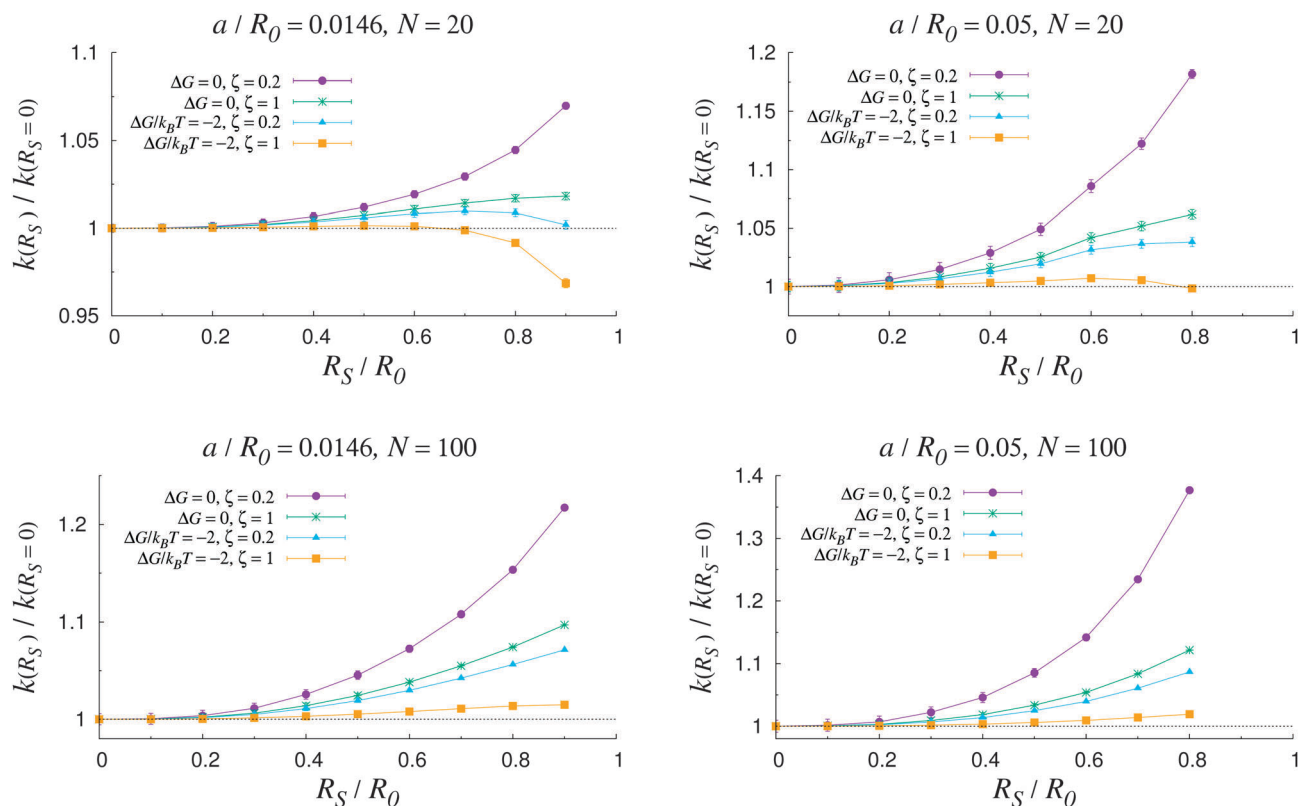 a / R0 = 0.0146, N = 20
k(RS) / k(RS = 0)
1.1
1.05
1
0.95
ΔG = 0, ζ = 0.2
ΔG = 0, ζ = 1
ΔG/kBT = −2, ζ = 0.2
ΔG/kBT = −2, ζ = 1
0 0.2 0.4 0.6 0.8 1
RS / R0
a / R0 = 0.05, N = 20
k(RS) / k(RS = 0)
1.2
1.15
1.1
1.05
1
ΔG = 0, ζ = 0.2
ΔG = 0, ζ = 1
ΔG/kBT = −2, ζ = 0.2
ΔG/kBT = −2, ζ = 1
0 0.2 0.4 0.6 0.8 1
RS / R0
a / R0 = 0.0146, N = 100
k(RS) / k(RS = 0)
1.2
1.1
1
ΔG = 0, ζ = 0.2
ΔG = 0, ζ = 1
ΔG/kBT = −2, ζ = 0.2
ΔG/kBT = −2, ζ = 1
0 0.2 0.4 0.6 0.8 1
RS / R0
a / R0 = 0.05, N = 100
k(RS) / k(RS = 0)
1.4
1.3
1.2
1.1
1
ΔG = 0, ζ = 0.2
ΔG = 0, ζ = 1
ΔG/kBT = −2, ζ = 0.2
ΔG/kBT = −2, ζ = 1
0 0.2 0.4 0.6 0.8 1
RS / R0